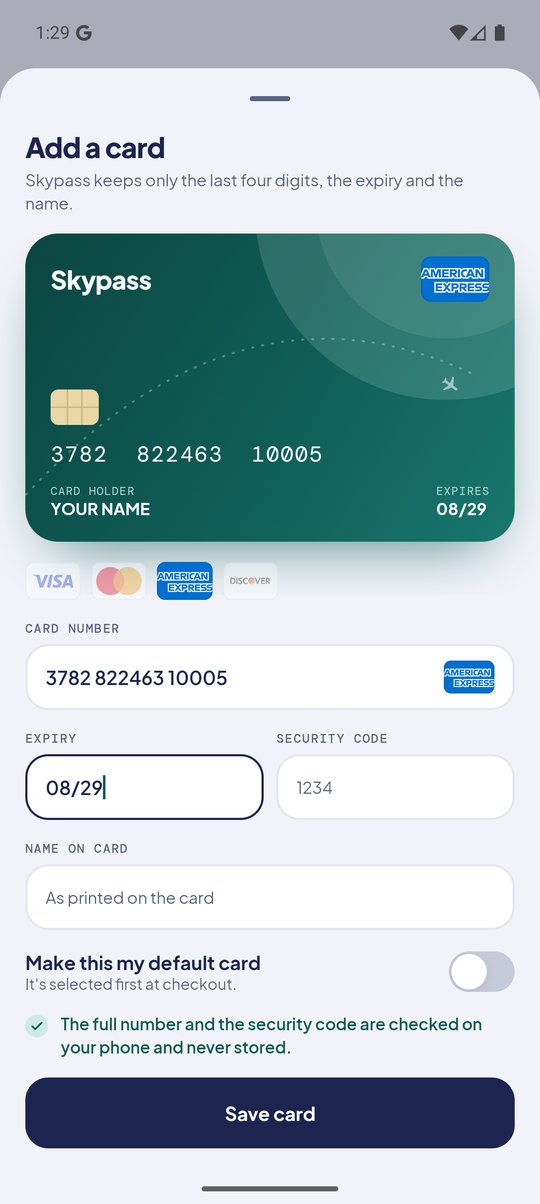 1:29 G
Add a card
Skypass keeps only the last four digits, the expiry and the
name.
Skypass
AMERICAN
EXPRESS
3782 822463 10005
CARD HOLDER
YOUR NAME
EXPIRES
08/29
VISA
AMERICAN
EXPRESS
DISCOVER
CARD NUMBER
3782 822463 10005
AMERICAN
EXPRESS
EXPIRY
SECURITY CODE
08/29
1234
NAME ON CARD
As printed on the card
Make this my default card
It's selected first at checkout.
The full number and the security code are checked on
your phone and never stored.
Save card